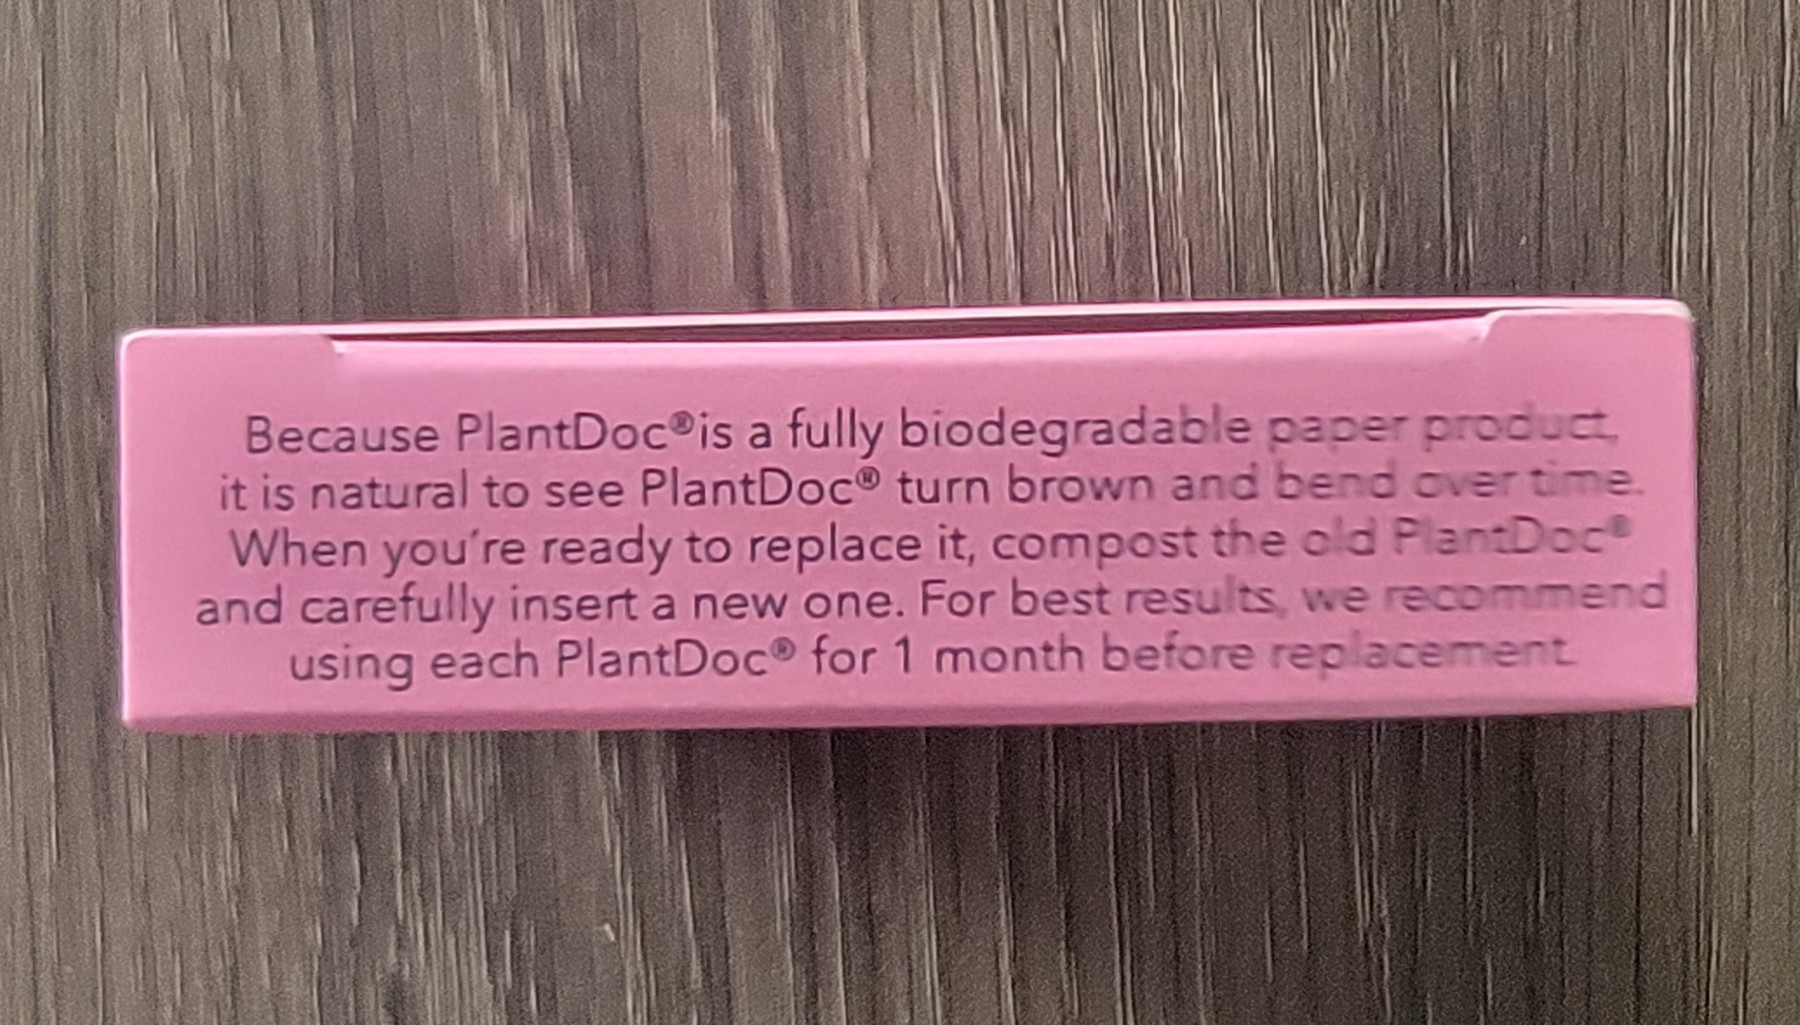 Because PlantDoc® is a fully biodegradable paper product,
it is natural to see PlantDoc® turn brown and bend over time.
When you're ready to replace it, compost the old PlantDoc®
and carefully insert a new one. For best results, we recommend
using each PlantDoc® for 1 month before replacement.